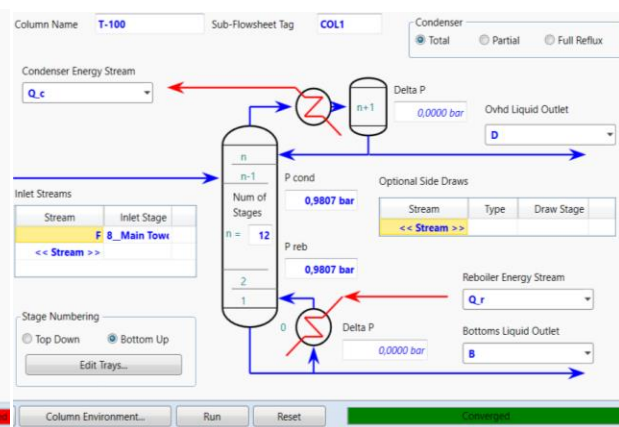 Column Name T-100 Sub-Flowsheet Tag COL1
Condenser
Total Partial Full Reflux
Condenser Energy Stream
Q_c
Delta P
n+1 0,0000 bar
Ovhd Liquid Outlet
D
n
n-1
Num of
Stages
n = 12
2
1
0
P cond
0,9807 bar
P reb
0,9807 bar
Delta P
0,0000 bar
Inlet Streams
Stream Inlet Stage
F 8__Main Towe
<< Stream >>
Optional Side Draws
Stream Type Draw Stage
<< Stream >>
Reboiler Energy Stream
Q_r
Bottoms Liquid Outlet
B
Stage Numbering
Top Down Bottom Up
Edit Trays...
Column Environment... Run Reset Converged